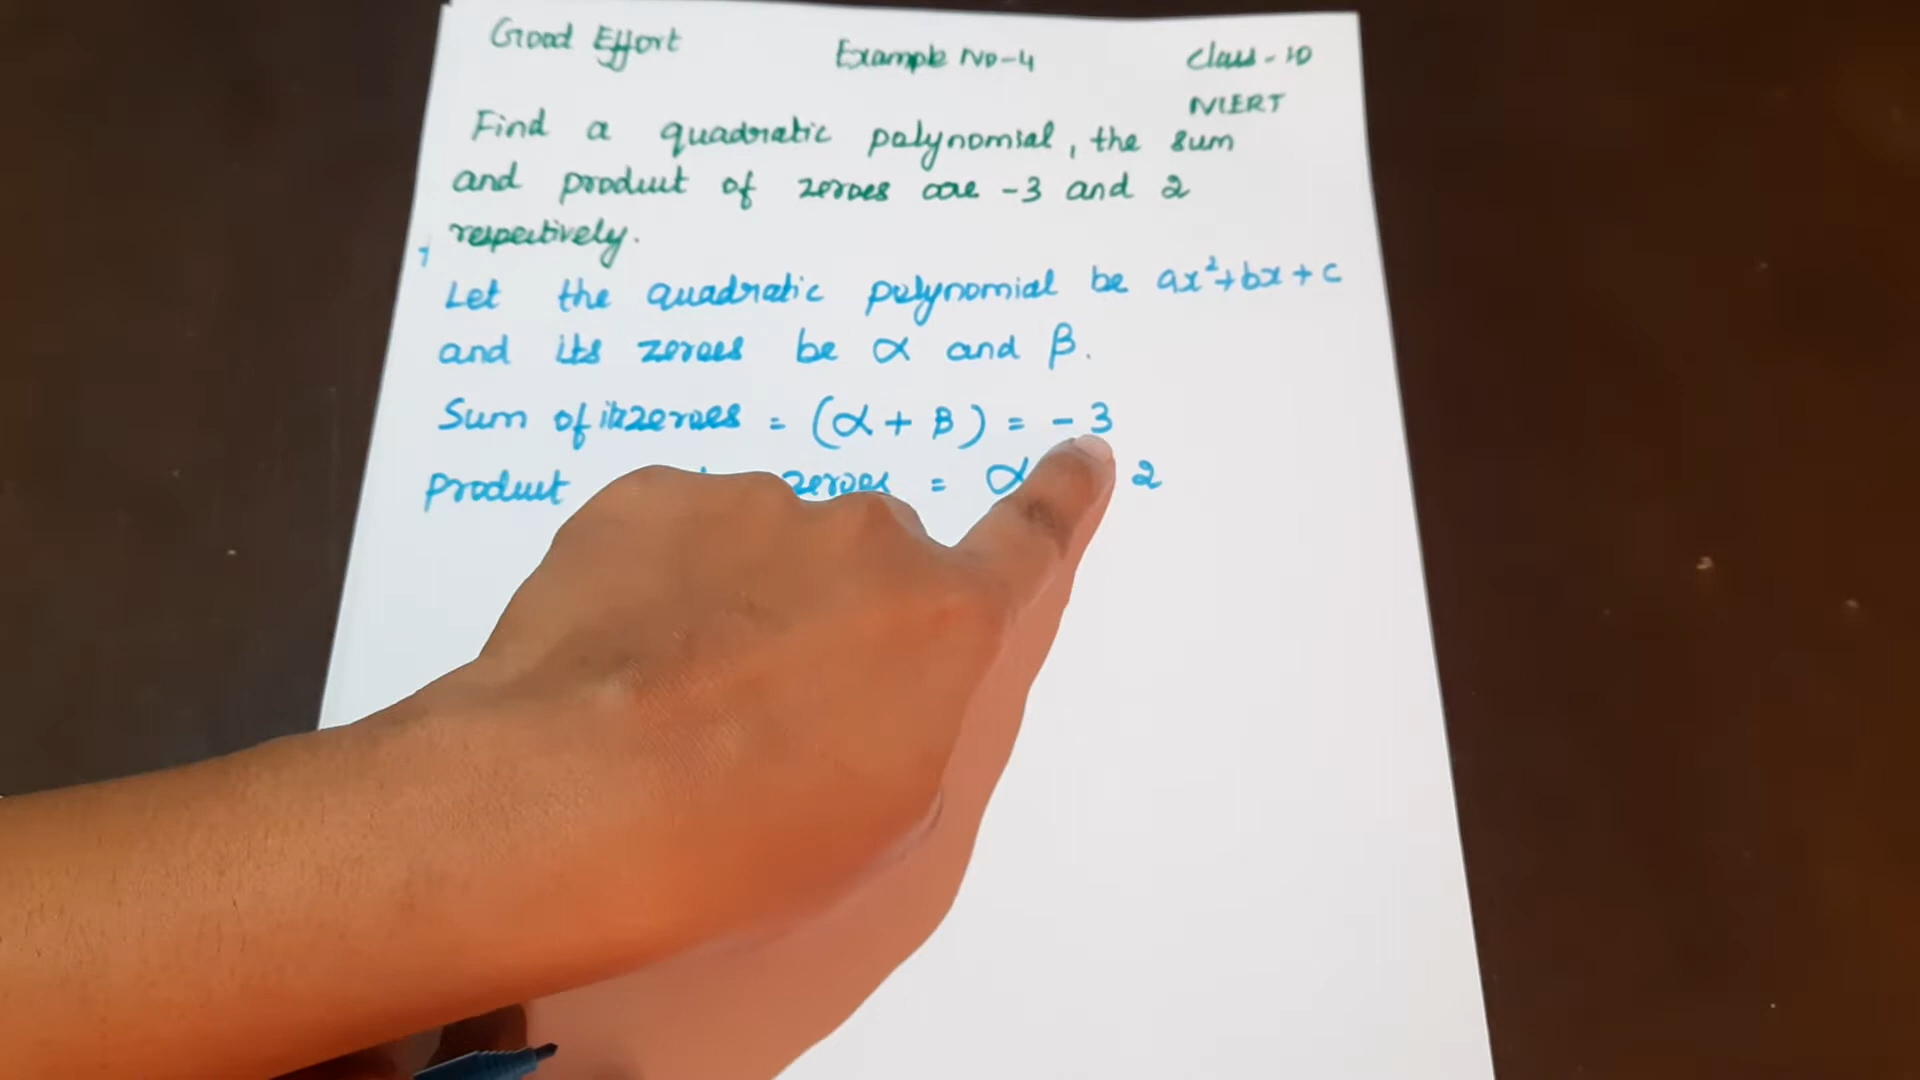 Good Effort
Example No-4
Class-10
NCERT
Find a quadratic polynomial, the sum
and product of zeroes are -3 and 2
respectively.
Let the quadratic polynomial be ax²+bx+c
and its zeroes be α and β.
Sum of its zeroes = (α + β) = -3
Product zeroes = α 2